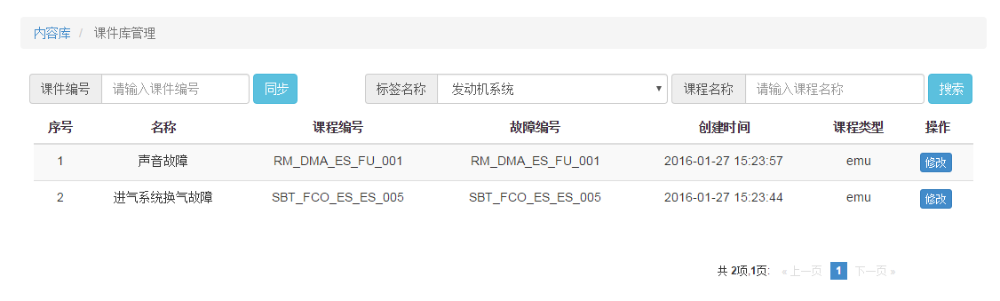 内容库 / 课件库管理
课件编号 请输入课件编号 同步 标签名称 发动机系统 课程名称 请输入课程名称 搜索
序号 名称 课程编号 故障编号 创建时间 课程类型 操作
1 声音故障 RM_DMA_ES_FU_001 RM_DMA_ES_FU_001 2016-01-27 15:23:57 emu 修改
2 进气系统换气故障 SBT_FCO_ES_ES_005 SBT_FCO_ES_ES_005 2016-01-27 15:23:44 emu 修改
共 2项,1页: « 上一页 1 下一页 »